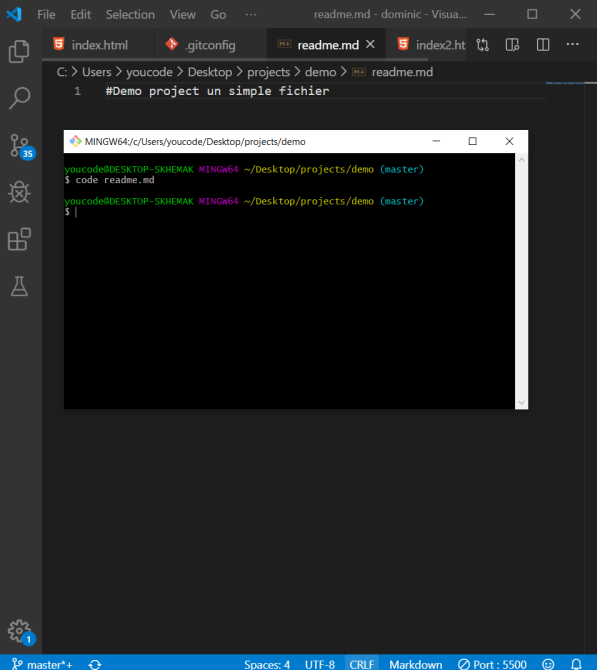 File Edit Selection View Go ··· readme.md - dominic - Visua...
index.html .gitconfig readme.md index2.ht ···
C: > Users > youcode > Desktop > projects > demo > readme.md
1 #Demo project un simple fichier
MINGW64:/c/Users/youcode/Desktop/projects/demo
youcode@DESKTOP-SKHEMAK MINGW64 ~/Desktop/projects/demo (master)
$ code readme.md
youcode@DESKTOP-SKHEMAK MINGW64 ~/Desktop/projects/demo (master)
$
35
1
master*+ Spaces: 4 UTF-8 CRLF Markdown Port : 5500